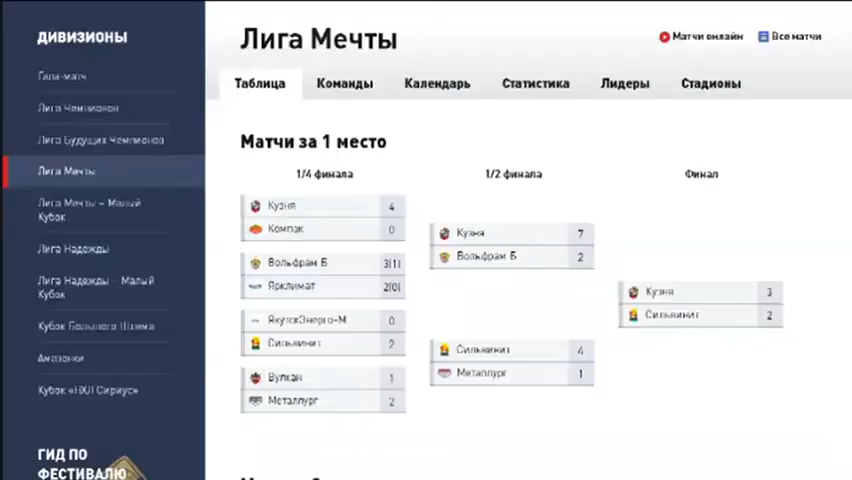 ДИВИЗИОНЫ
Гала-матч
Лига Чемпионов
Лига Будущих Чемпионов
Лига Мечты
Лига Мечты – Малый
Кубок
Лига Надежды
Лига Надежды – Малый
Кубок
Кубок Большого Шлема
Амазонки
Кубок «НХЛ Сириус»
ГИД ПО
ФЕСТИВАЛЮ
Лига Мечты
Матчи онлайн
Все матчи
Таблица Команды Календарь Статистика Лидеры Стадионы
Матчи за 1 место
1/4 финала 1/2 финала Финал
Кузня 4
Компак 0
Вольфрам Б 3(1)
Ярклимат 2(0)
ЯкутскЭнерго-М 0
Сильвинит 2
Вулкан 1
Металлург 2
Кузня 7
Вольфрам Б 2
Сильвинит 4
Металлург 1
Кузня 3
Сильвинит 2